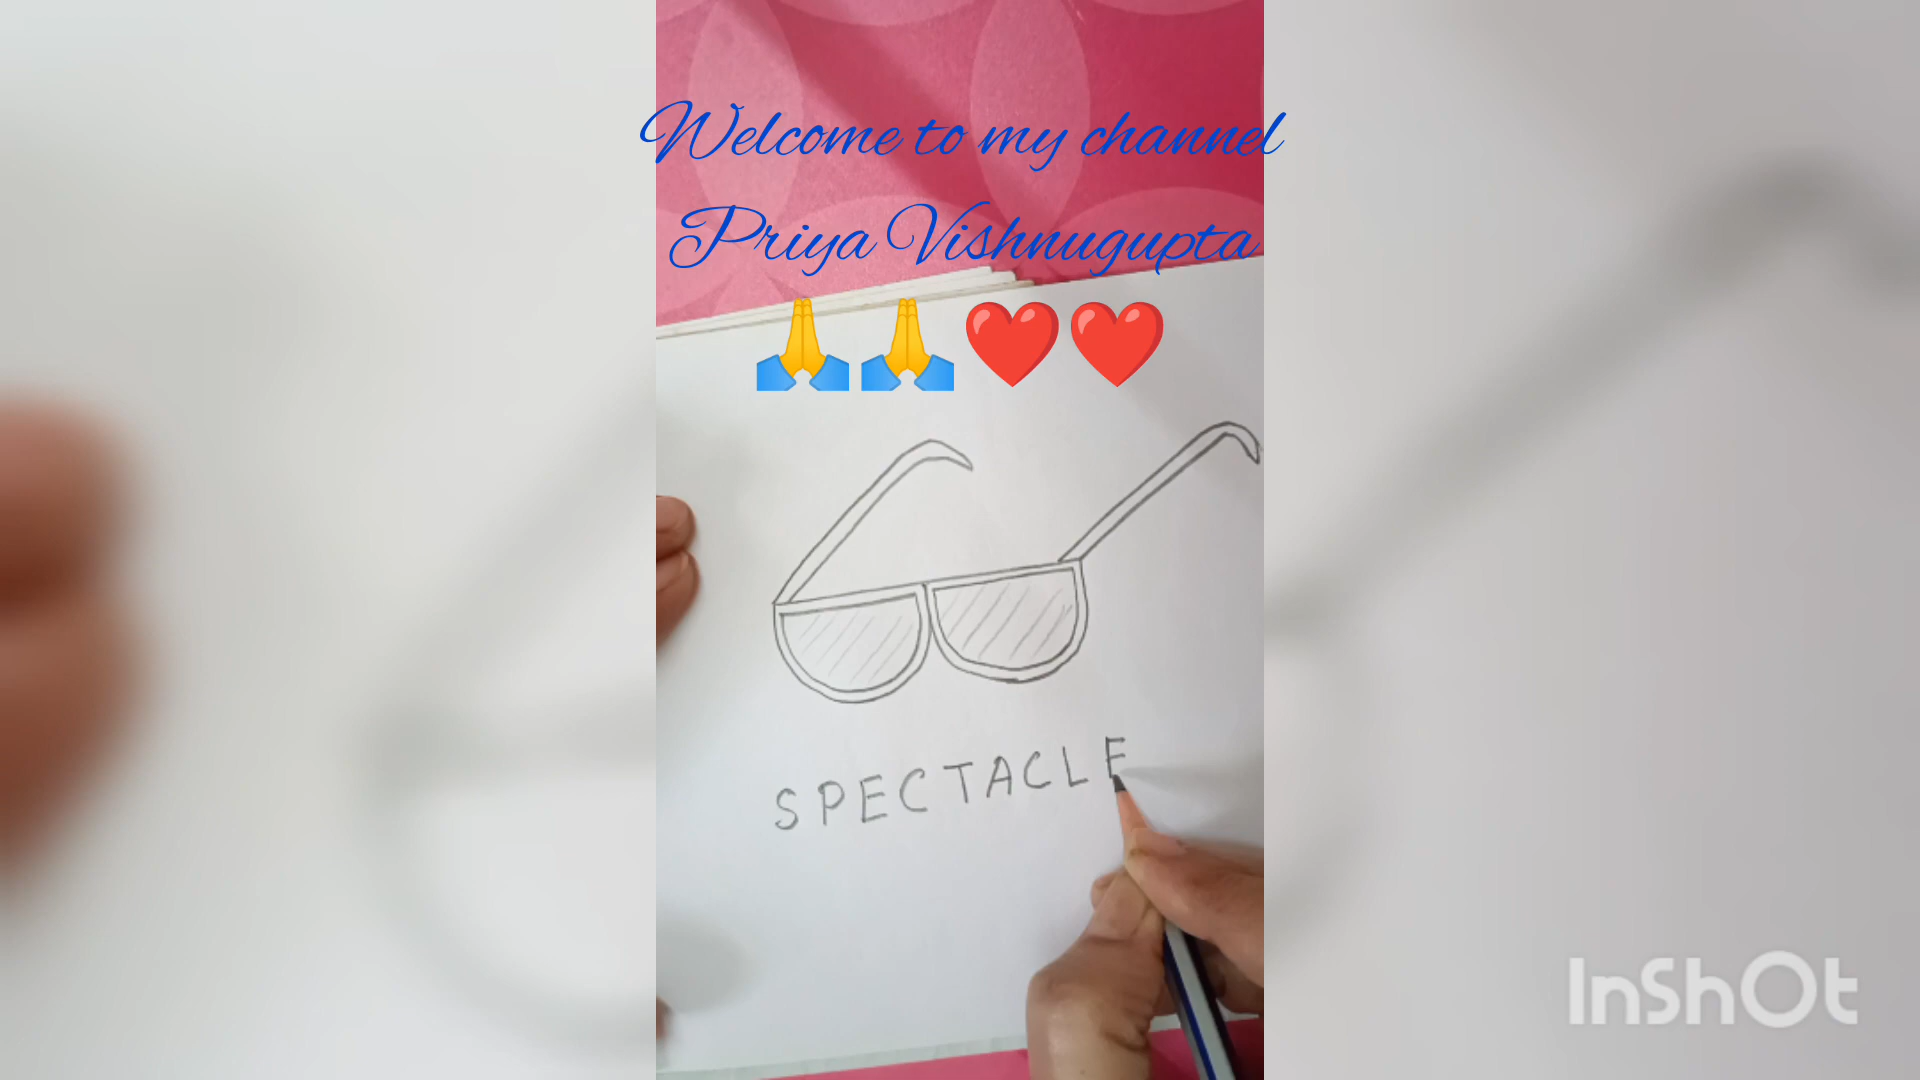 Welcome to my channel
Priya Vishnugupta
🙏🙏❤️❤️
SPECTACLE
InShOt